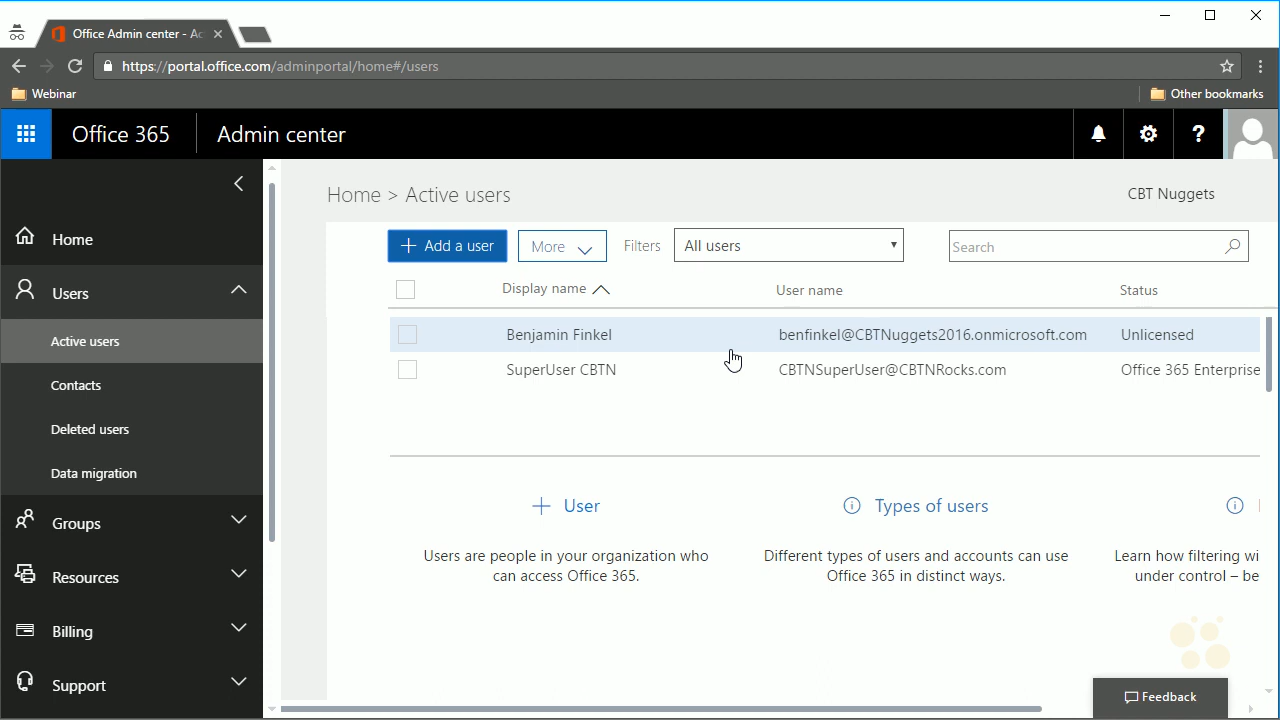 Office Admin center - Ac
https://portal.office.com/adminportal/home#/users
Webinar
Other bookmarks
Office 365
Admin center
?
Home > Active users
CBT Nuggets
Home
Users
Active users
Contacts
Deleted users
Data migration
Groups
Resources
Billing
Support
+ Add a user
More
Filters
All users
Search
Display name
User name
Status
Benjamin Finkel
benfinkel@CBTNuggets2016.onmicrosoft.com
Unlicensed
SuperUser CBTN
CBTNSuperUser@CBTNRocks.com
Office 365 Enterprise
+ User
Types of users
Users are people in your organization who
can access Office 365.
Different types of users and accounts can use
Office 365 in distinct ways.
Learn how filtering wi
under control – be
Feedback